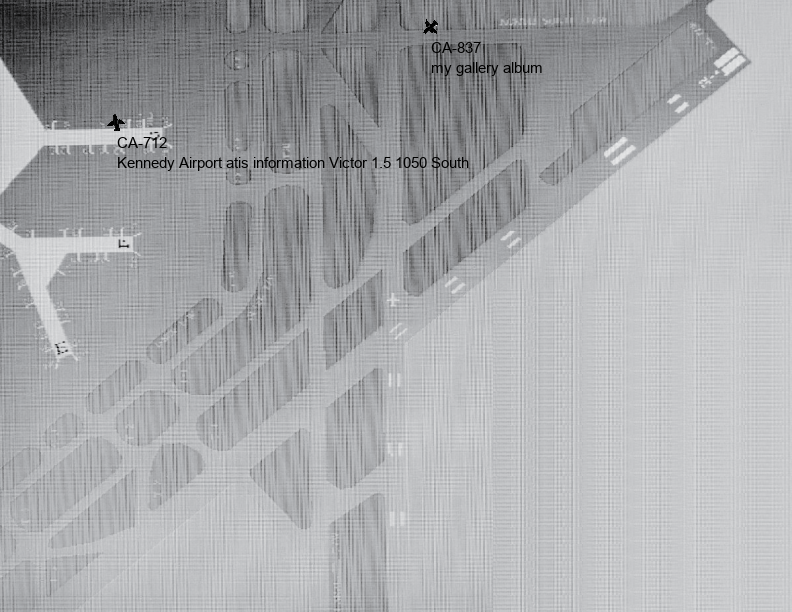 CA-837
my gallery album
CA-712
Kennedy Airport atis information Victor 1.5 1050 South